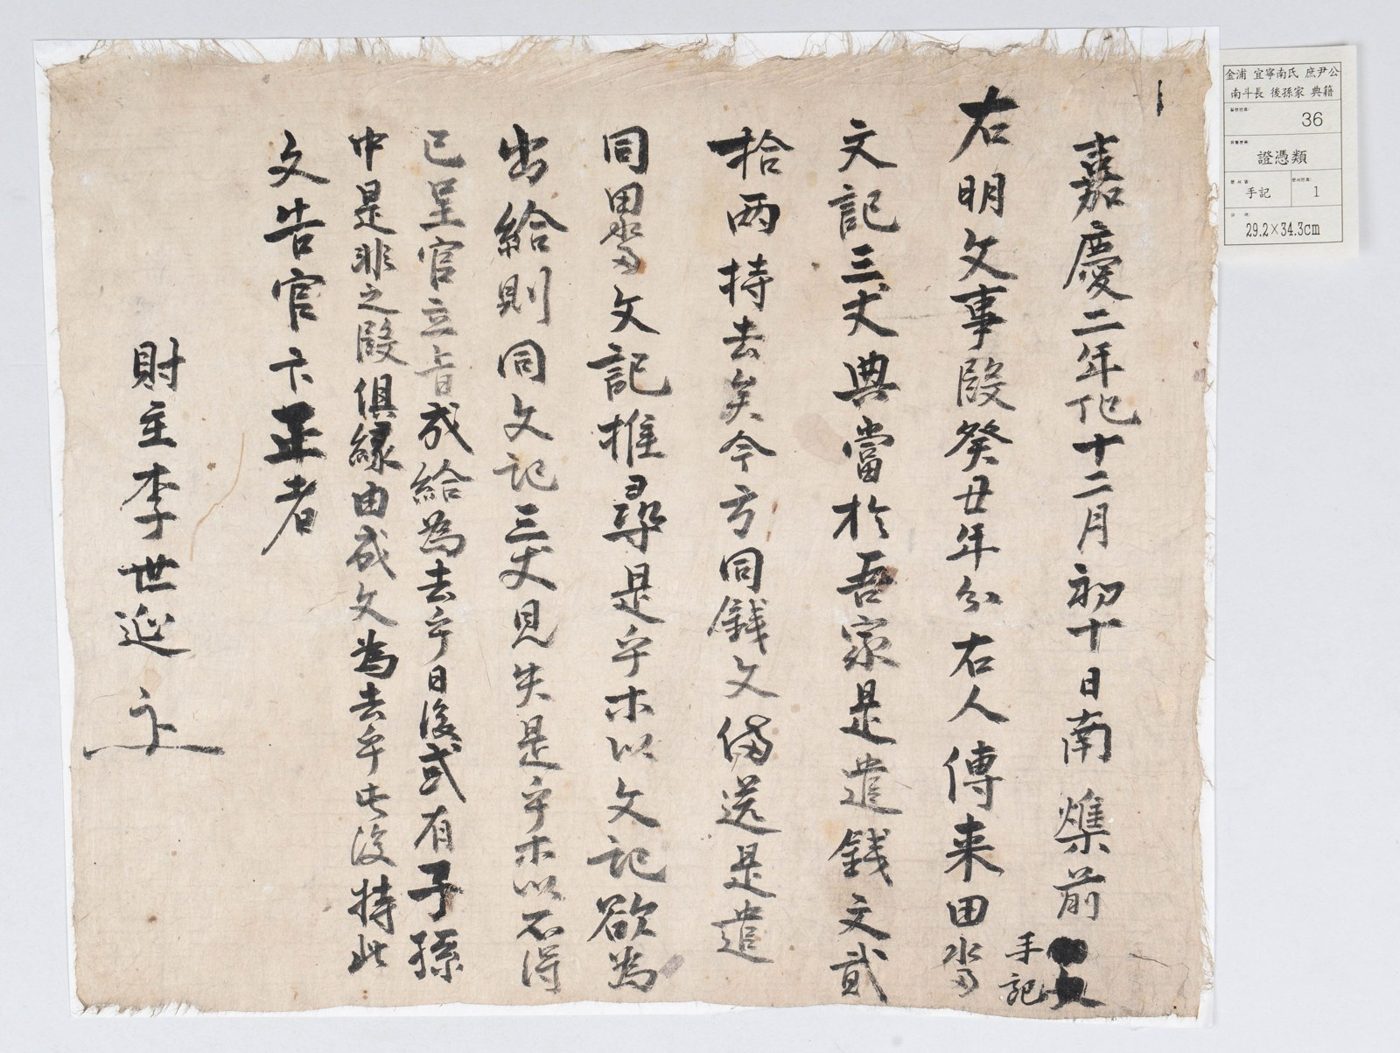 嘉慶二年丁巳十二月初十日南 前
手記
右明文事段癸丑年分右人傳来田畓
文記三丈典當於吾家是遣錢文貳
拾兩持去矣今方同錢文備送是遣
同田畓文記推尋是乎木以文記欲為
出給則同文記三丈見失是乎木以不得
已呈官立旨成給為去乎日後或有子孫
中是非之段俱緣由成文為去乎此後持此
文告官卞正者
財主李世延
金浦 宜寧南氏 庶尹公
南斗長 後孫家 典籍
36
證憑類
手記 1
29.2×34.3cm